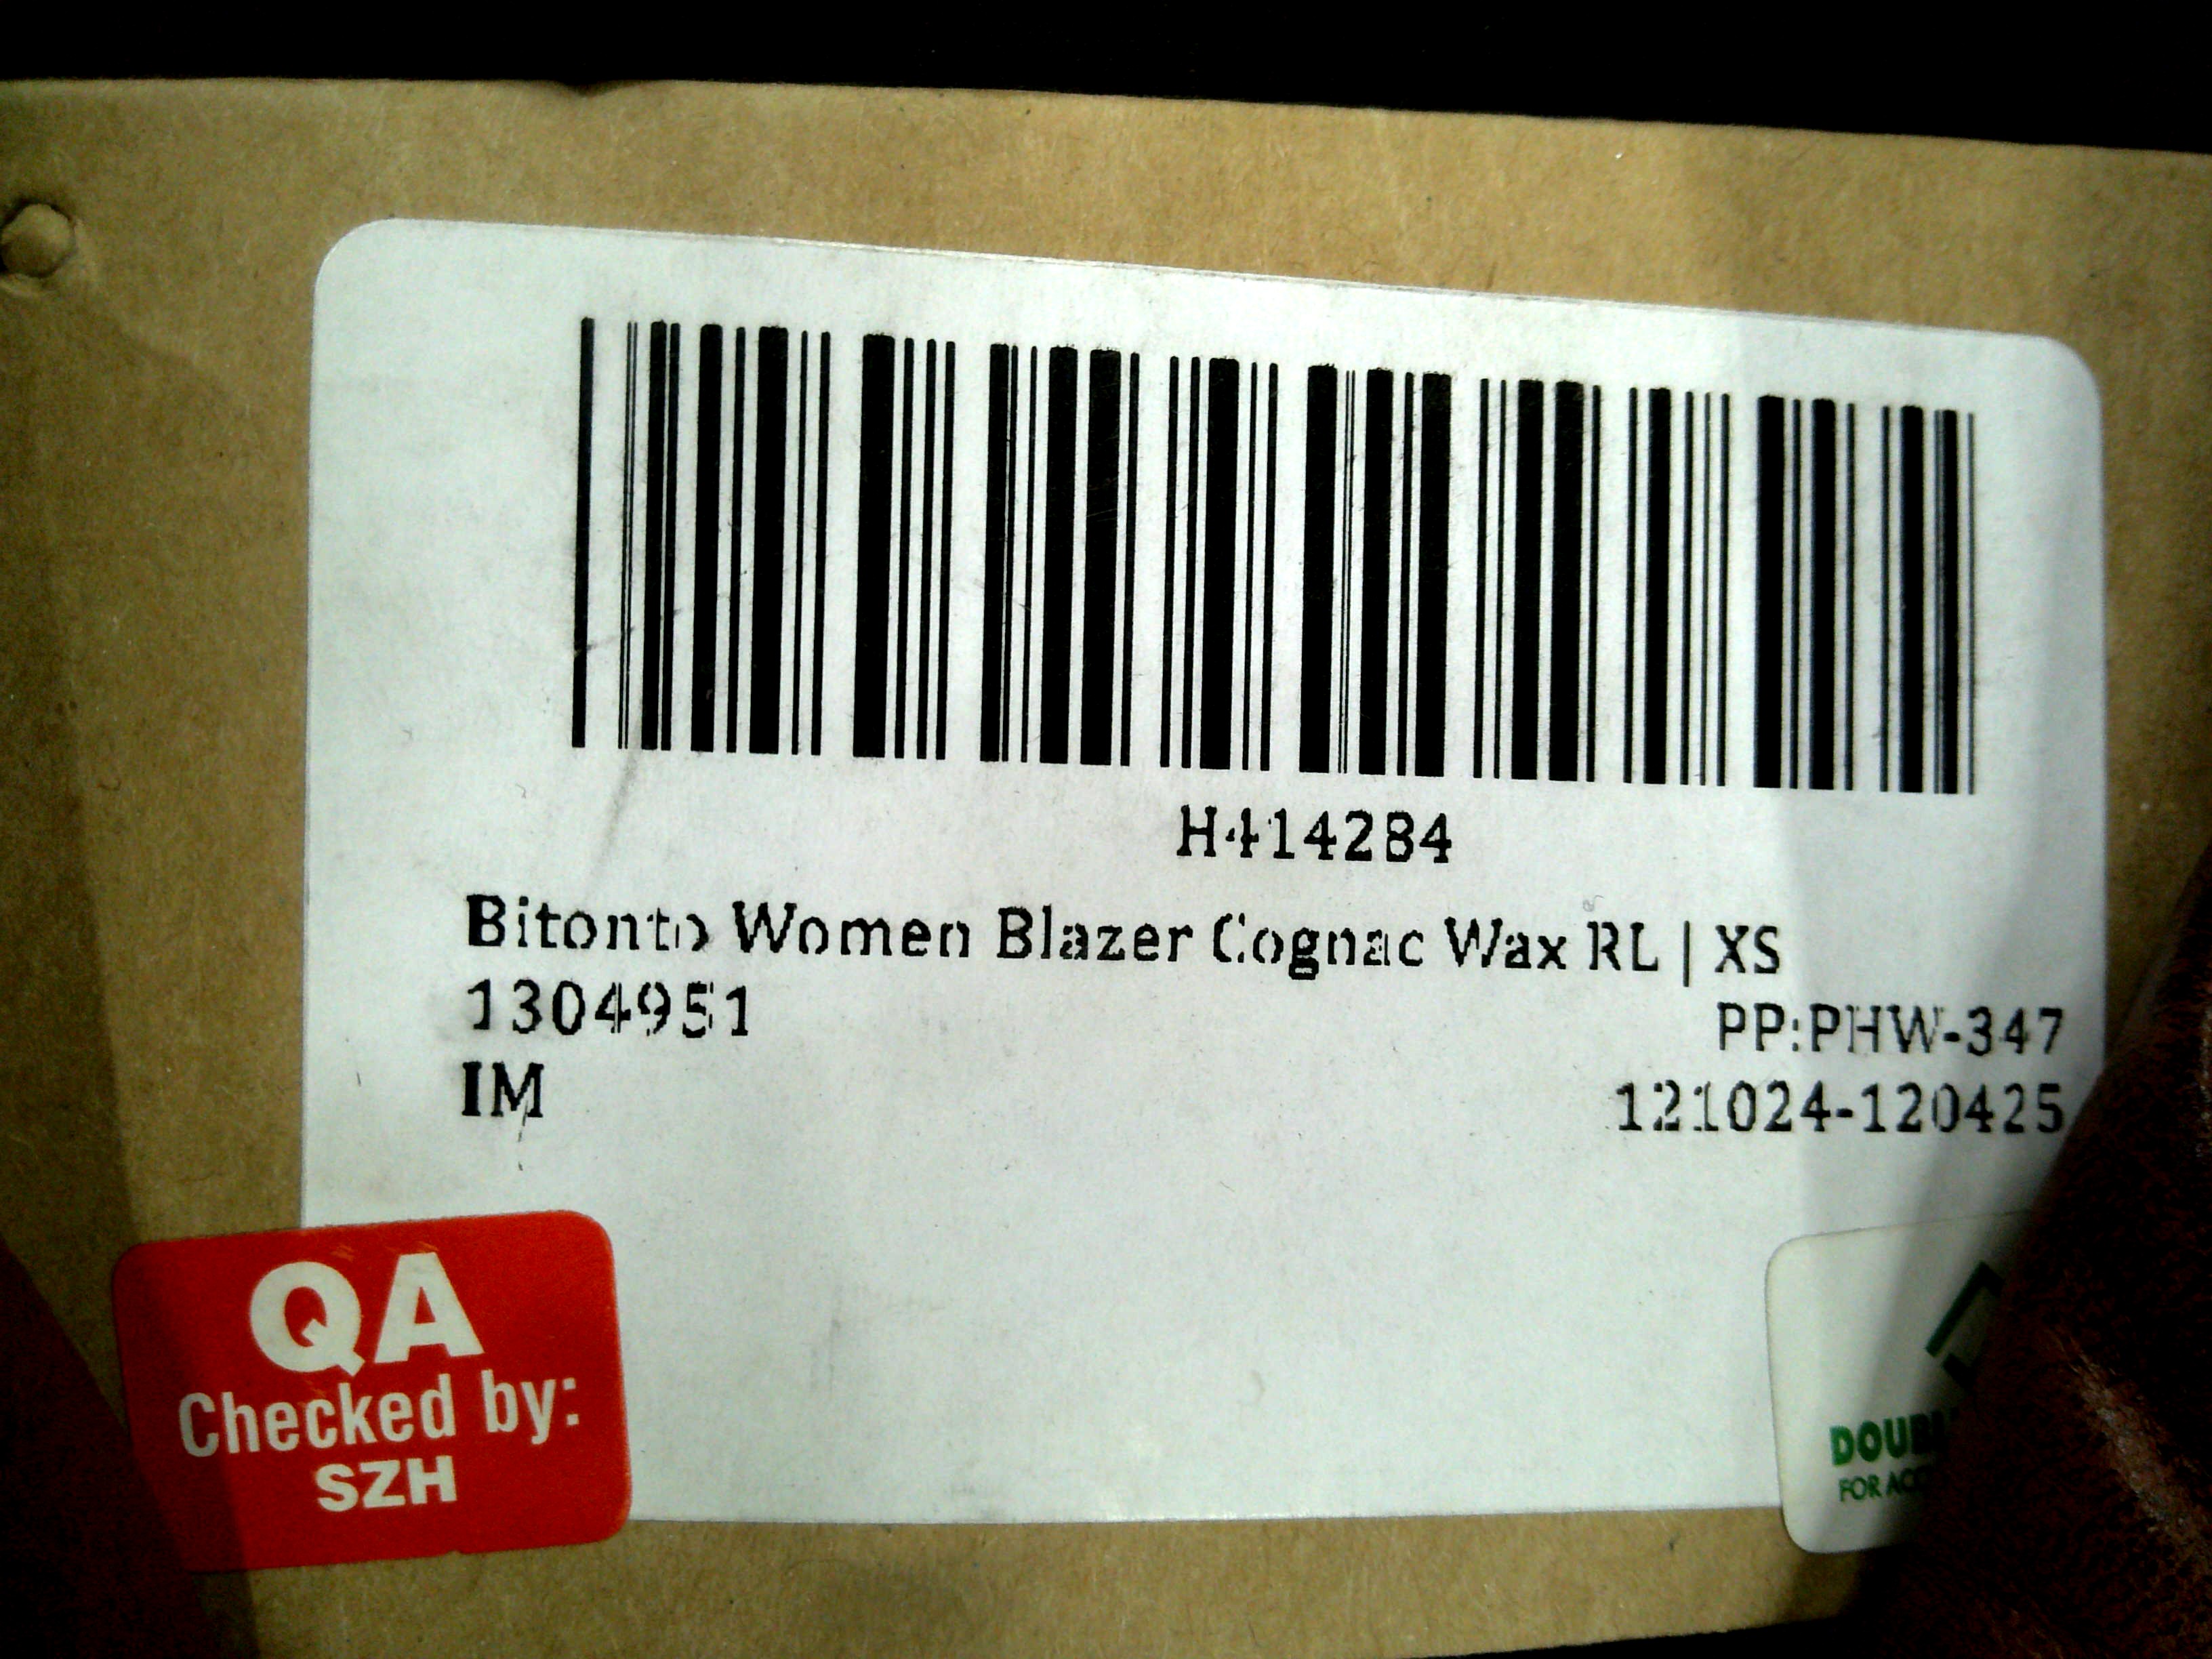 H414284
Bitonto Women Blazer Cognac Wax RL | XS
1304951
PP:PHW-347
IM
121024-120425
QA
Checked by:
SZH
FOR